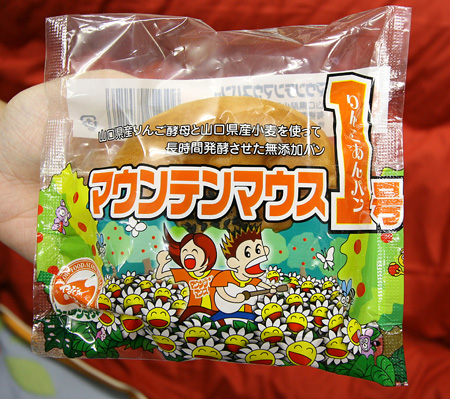 山口県産りんご酵母と山口県産小麦を使って
長時間発酵させた無添加パン
マウンテンマウス
1号
りんごあんパン